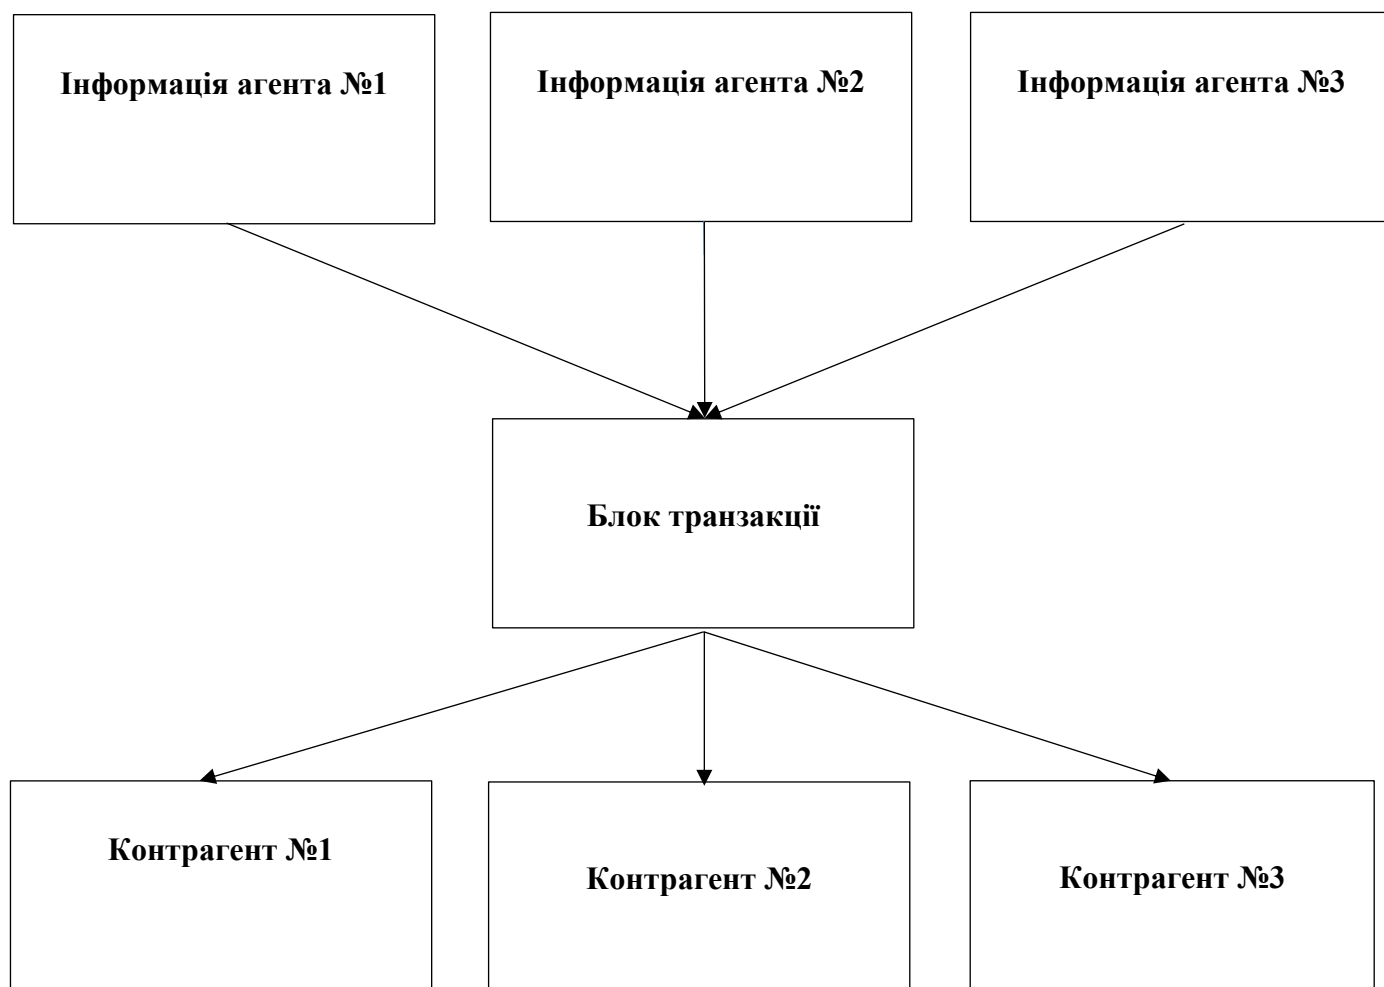 Інформація агента №1
Інформація агента №2
Інформація агента №3
Блок транзакції
Контрагент №1
Контрагент №2
Контрагент №3